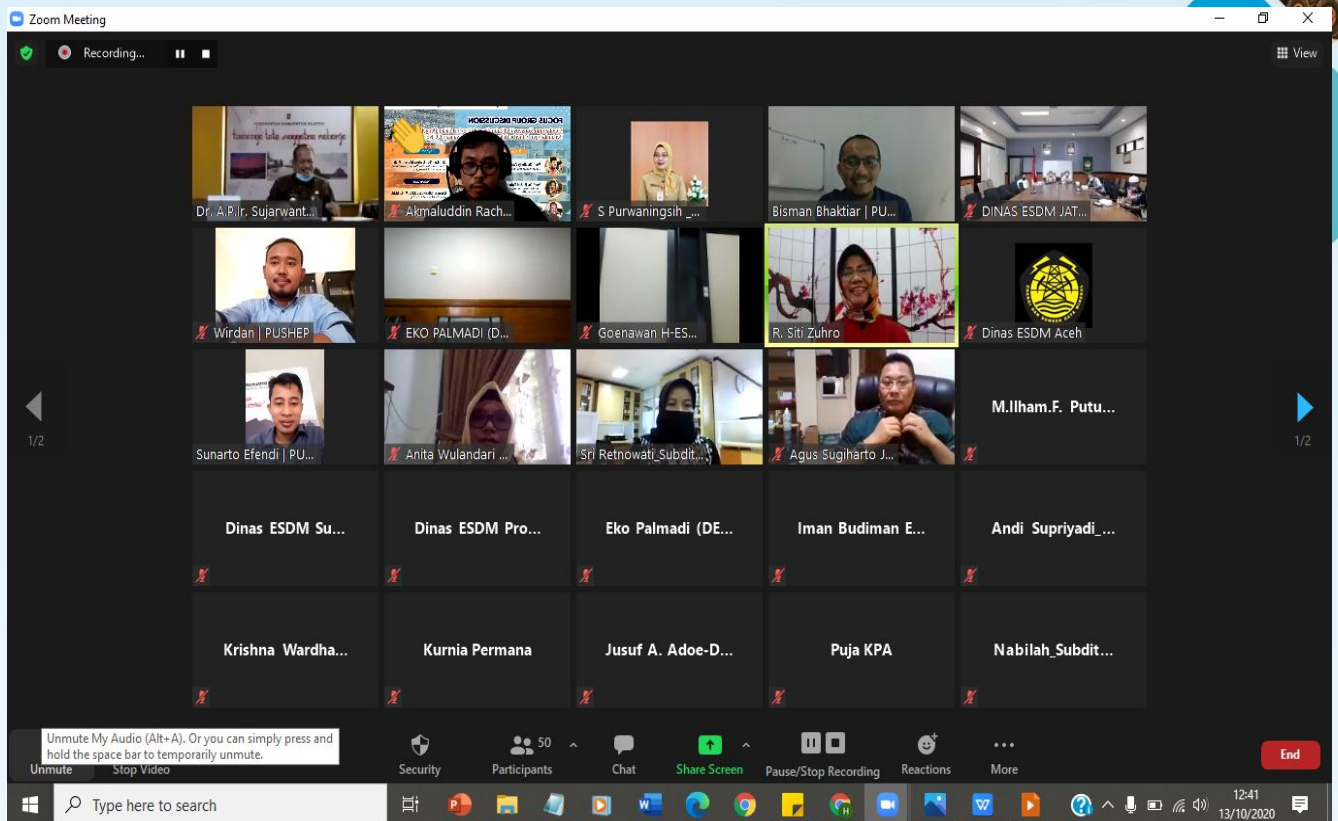 Zoom Meeting
Recording...
View
Dr. A.P.Ir. Sujarwant...
FOCUS GROUP DISCUSSION
Akmaluddin Rach...
S Purwaningsih _...
Bisman Bhaktiar | PU...
DINAS ESDM JAT...
Wirdan | PUSHEP
EKO PALMADI (D...
Goenawan H-ES...
R. Siti Zuhro
Dinas ESDM Aceh
Sunarto Efendi | PU...
Anita Wulandari ...
Sri Retnowati_Subdit...
Agus Sugiharto J...
M.Ilham.F. Putu...
1/2
1/2
Dinas ESDM Su...
Dinas ESDM Pro...
Eko Palmadi (DE...
Iman Budiman E...
Andi Supriyadi_...
Krishna Wardha...
Kurnia Permana
Jusuf A. Adoe-D...
Puja KPA
Nabilah_Subdit...
Unmute My Audio (Alt+A). Or you can simply press and
hold the space bar to temporarily unmute.
Unmute
Stop Video
Security
50
Participants
Chat
Share Screen
Pause/Stop Recording
Reactions
More
End
Type here to search
12:41
13/10/2020